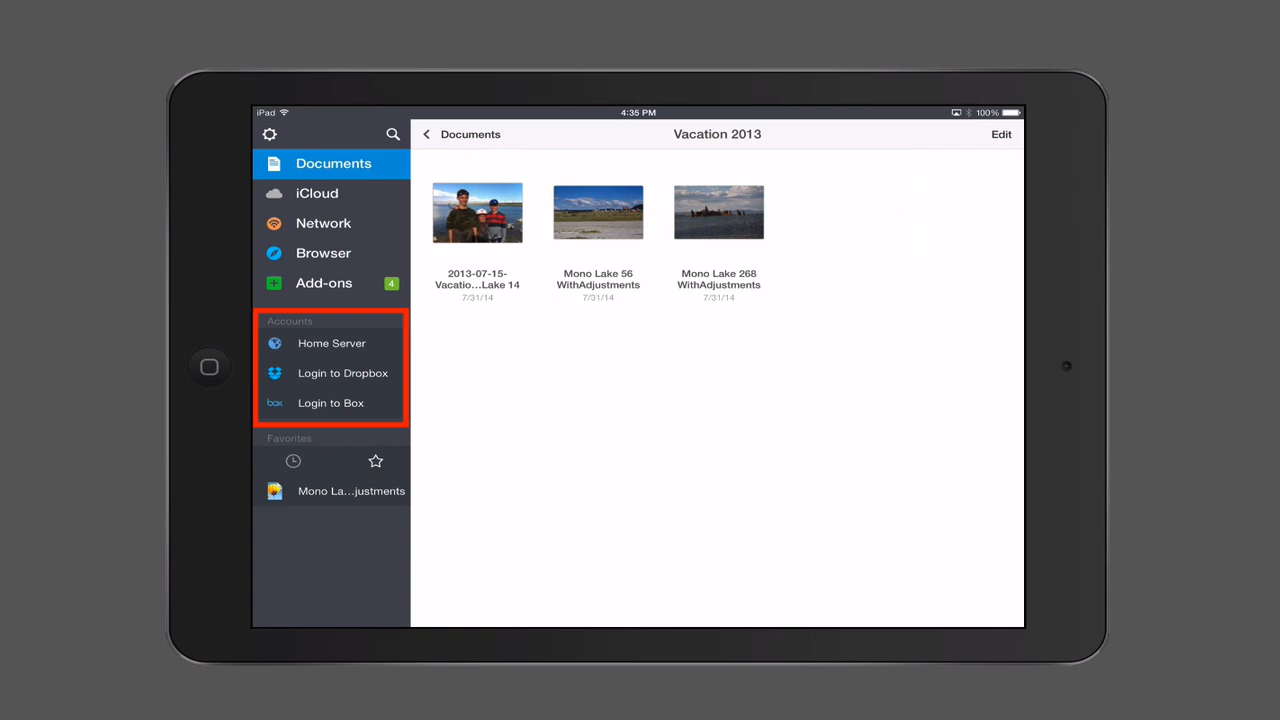 iPad
4:35 PM
100%
Documents
iCloud
Network
Browser
Add-ons 4
Accounts
Home Server
Login to Dropbox
box Login to Box
Favorites
Mono La...justments
Documents
Vacation 2013
Edit
2013-07-15-
Vacatio...Lake 14
7/31/14
Mono Lake 56
WithAdjustments
7/31/14
Mono Lake 268
WithAdjustments
7/31/14